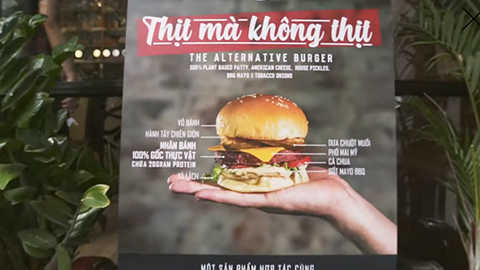 Thịt mà không thịt
THE ALTERNATIVE BURGER
100% PLANT BASED PATTY, AMERICAN CHEESE, HOUSE PICKLES,
BBQ MAYO & TOBACCO ONIONS
VỎ BÁNH
HÀNH TÂY CHIÊN GIÒN
NHÂN BÁNH
100% GỐC THỰC VẬT
CHỨA 20GRAM PROTEIN
XÀ LÁCH
DƯA CHUỘT MUỐI
PHÔ MAI MỸ
CÀ CHUA
SỐT MAYO BBQ
MỘT SẢN PHẨM HỢP TÁC CÙNG